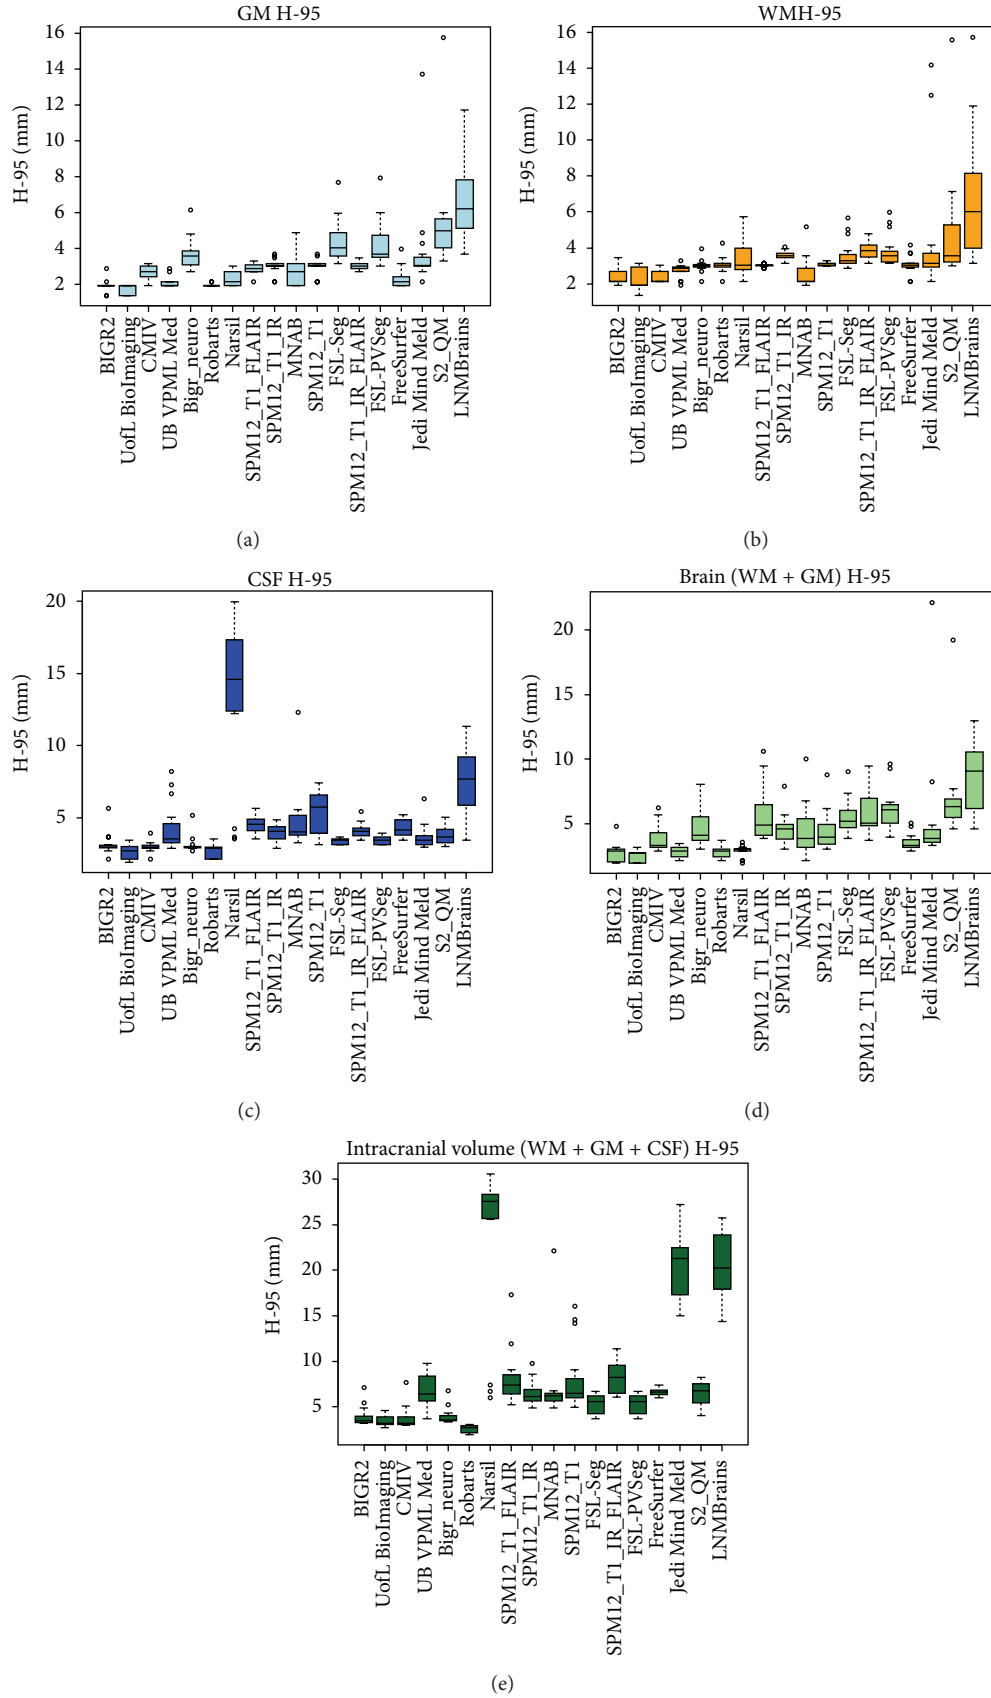 GM H-95
16
14
12
10
8
6
4
2
H-95 (mm)
BIGR2
UofL BioImaging
CMIV
UB VPML Med
Bigr_neuro
Robarts
Narsil
SPM12_T1_FLAIR
SPM12_T1_IR
MNAB
SPM12_T1
FSL-Seg
SPM12_T1_IR_FLAIR
FSL-PVSeg
FreeSurfer
Jedi Mind Meld
S2_QM
LNMBrains
(a)
WMH-95
16
14
12
10
8
6
4
2
H-95 (mm)
BIGR2
UofL BioImaging
CMIV
UB VPML Med
Bigr_neuro
Robarts
Narsil
SPM12_T1_FLAIR
SPM12_T1_IR
MNAB
SPM12_T1
FSL-Seg
SPM12_T1_IR_FLAIR
FSL-PVSeg
FreeSurfer
Jedi Mind Meld
S2_QM
LNMBrains
(b)
CSF H-95
20
15
10
5
H-95 (mm)
BIGR2
UofL BioImaging
CMIV
UB VPML Med
Bigr_neuro
Robarts
Narsil
SPM12_T1_FLAIR
SPM12_T1_IR
MNAB
SPM12_T1
FSL-Seg
SPM12_T1_IR_FLAIR
FSL-PVSeg
FreeSurfer
Jedi Mind Meld
S2_QM
LNMBrains
(c)
Brain (WM + GM) H-95
20
15
10
5
H-95 (mm)
BIGR2
UofL BioImaging
CMIV
UB VPML Med
Bigr_neuro
Robarts
Narsil
SPM12_T1_FLAIR
SPM12_T1_IR
MNAB
SPM12_T1
FSL-Seg
SPM12_T1_IR_FLAIR
FSL-PVSeg
FreeSurfer
Jedi Mind Meld
S2_QM
LNMBrains
(d)
Intracranial volume (WM + GM + CSF) H-95
30
25
20
15
10
5
H-95 (mm)
BIGR2
UofL BioImaging
CMIV
UB VPML Med
Bigr_neuro
Robarts
Narsil
SPM12_T1_FLAIR
SPM12_T1_IR
MNAB
SPM12_T1
FSL-Seg
SPM12_T1_IR_FLAIR
FSL-PVSeg
FreeSurfer
Jedi Mind Meld
S2_QM
LNMBrains
(e)